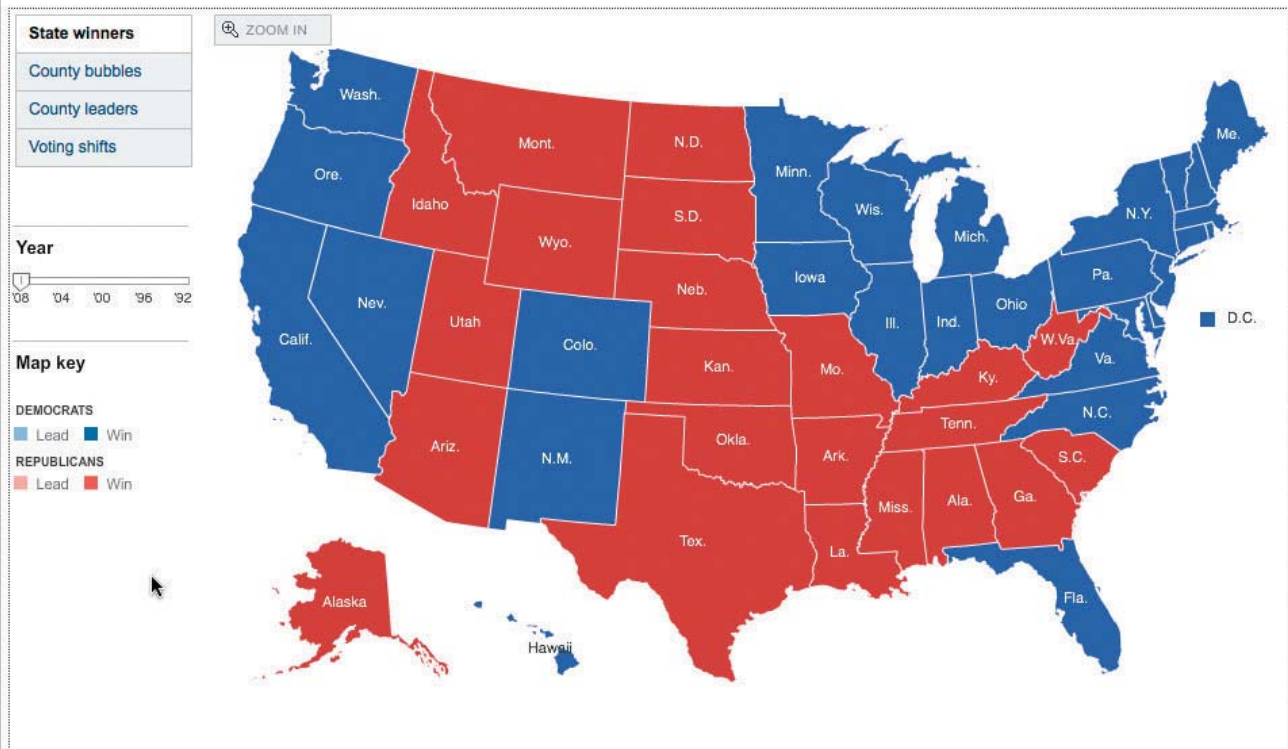 State winners
County bubbles
County leaders
Voting shifts
ZOOM IN
Year
'08 '04 '00 '96 '92
Map key
DEMOCRATS
Lead Win
REPUBLICANS
Lead Win
Wash.
Ore.
Calif.
Nev.
Idaho
Mont.
Wyo.
Utah
Ariz.
Colo.
N.M.
N.D.
S.D.
Neb.
Kan.
Okla.
Tex.
Minn.
Iowa
Mo.
Ark.
La.
Wis.
Ill.
Mich.
Ind.
Ohio
Ky.
Tenn.
Miss.
Ala.
Ga.
Fla.
S.C.
N.C.
Va.
W.Va.
Pa.
N.Y.
Me.
D.C.
Alaska
Hawaii